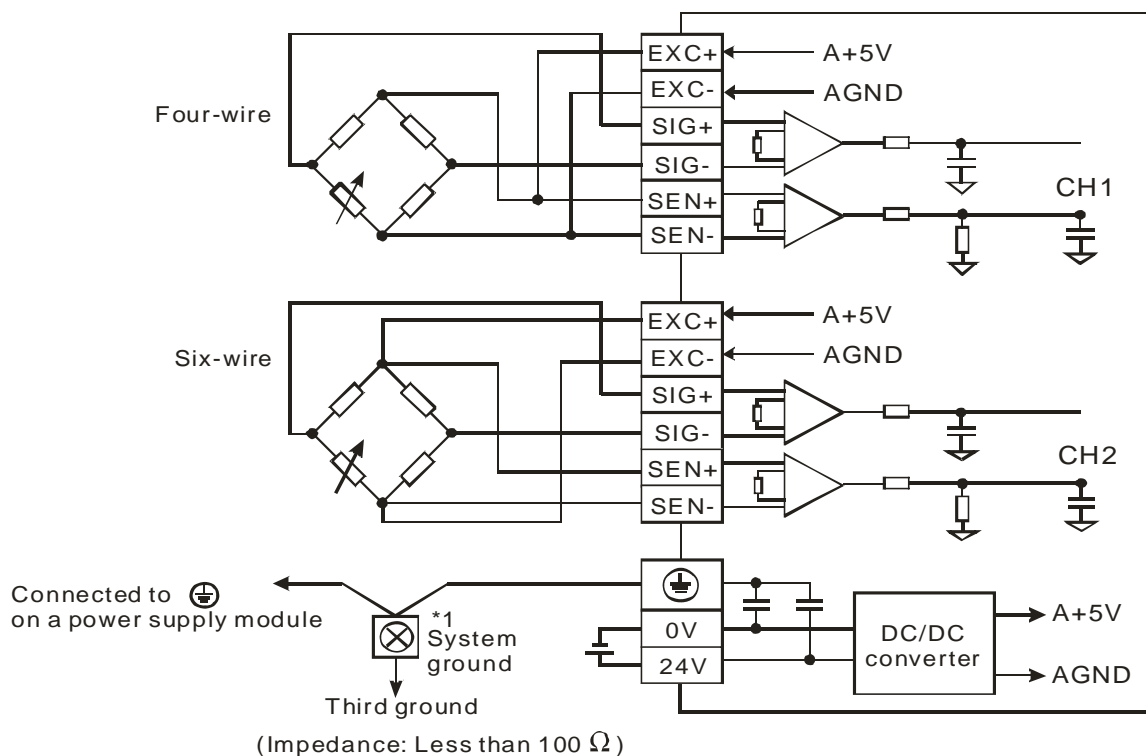 Four-wire
EXC+
A+5V
EXC-
AGND
SIG+
SIG-
SEN+
CH1
SEN-
Six-wire
EXC+
A+5V
EXC-
AGND
SIG+
SIG-
SEN+
CH2
SEN-
Connected to
on a power supply module
*1
System
ground
Third ground
(Impedance: Less than 100 Ω)
0V
24V
DC/DC
converter
A+5V
AGND